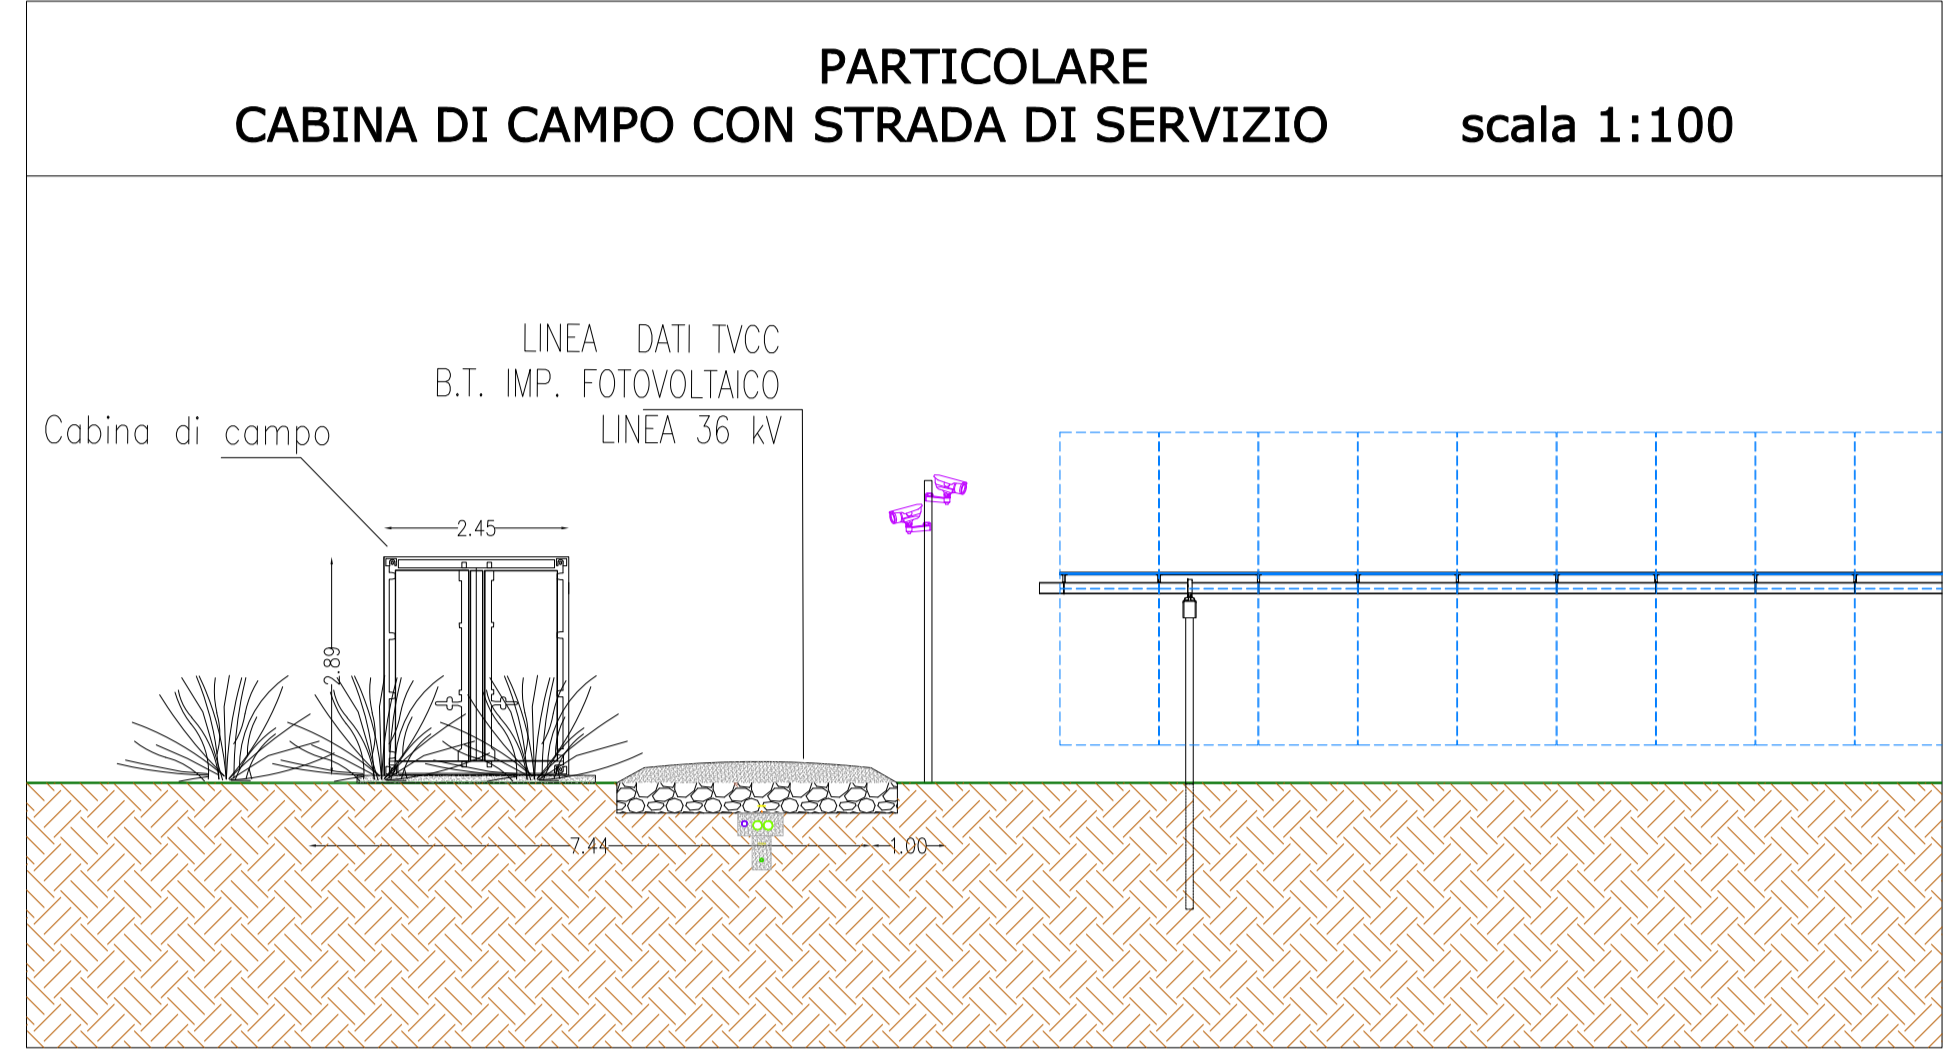 PARTICOLARE
CABINA DI CAMPO CON STRADA DI SERVIZIO scala 1:100
LINEA DATI TVCC
B.T. IMP. FOTOVOLTAICO
LINEA 36 kV
Cabina di campo
2.45
2.89
7.44
1.00